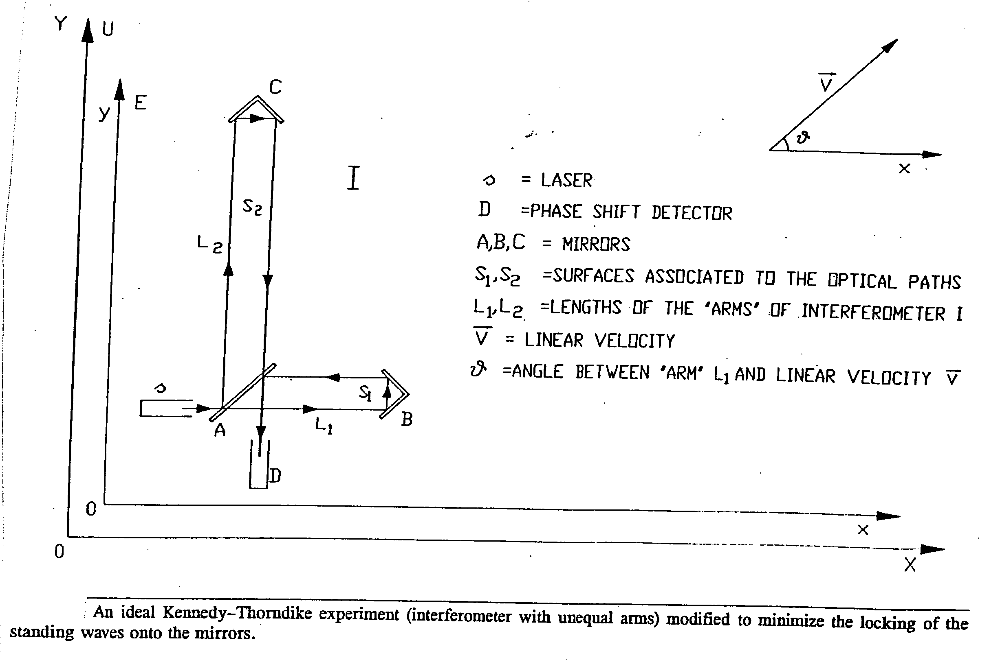 Y U
y E
C
V
ϑ
x
I
S2
L2
s
S1
A
L1
B
D
0
x
0
X
s = LASER
D =PHASE SHIFT DETECTOR
A,B,C = MIRRORS
S1,S2 =SURFACES ASSOCIATED TO THE OPTICAL PATHS
L1,L2 =LENGTHS OF THE 'ARMS' OF INTERFEROMETER I
V = LINEAR VELOCITY
ϑ =ANGLE BETWEEN 'ARM' L1 AND LINEAR VELOCITY V
An ideal Kennedy–Thorndike experiment (interferometer with unequal arms) modified to minimize the locking of the
standing waves onto the mirrors.